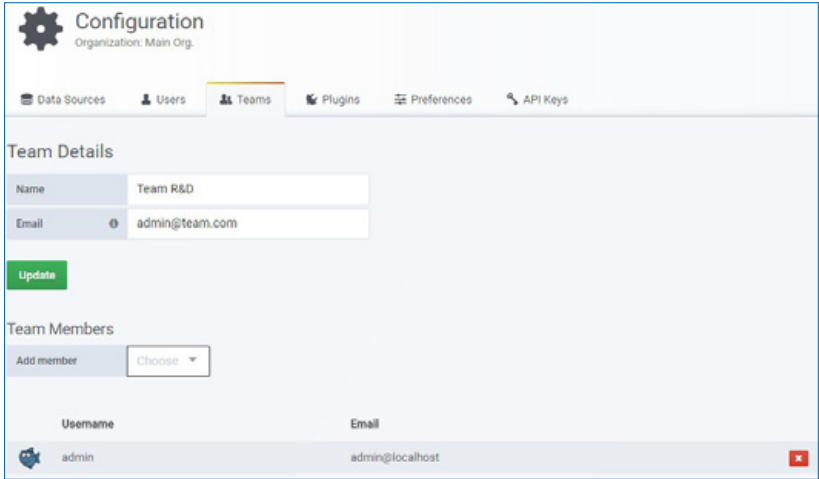 Configuration
Organization: Main Org.
Data Sources Users Teams Plugins Preferences API Keys
Team Details
Name Team R&D
Email admin@team.com
Update
Team Members
Add member Choose
Username Email
admin admin@localhost